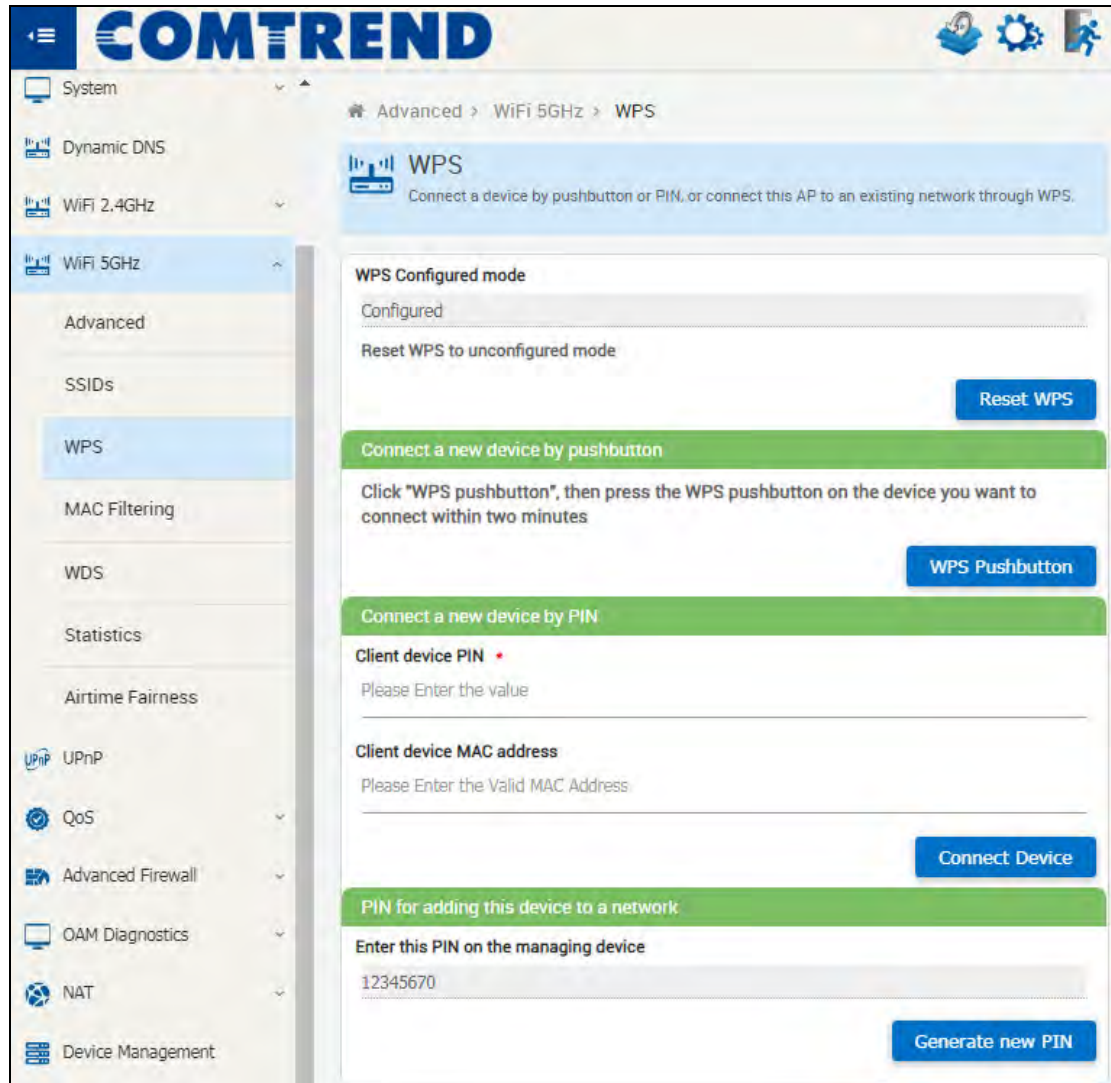 COMTREND
System
Dynamic DNS
WiFi 2.4GHz
WiFi 5GHz
Advanced
SSIDs
WPS
MAC Filtering
WDS
Statistics
Airtime Fairness
UPnP UPnP
QoS
Advanced Firewall
OAM Diagnostics
NAT
Device Management
Advanced > WiFi 5GHz > WPS
WPS
Connect a device by pushbutton or PIN, or connect this AP to an existing network through WPS.
WPS Configured mode
Configured
Reset WPS to unconfigured mode
Reset WPS
Connect a new device by pushbutton
Click "WPS pushbutton", then press the WPS pushbutton on the device you want to
connect within two minutes
WPS Pushbutton
Connect a new device by PIN
Client device PIN *
Please Enter the value
Client device MAC address
Please Enter the Valid MAC Address
Connect Device
PIN for adding this device to a network
Enter this PIN on the managing device
12345670
Generate new PIN